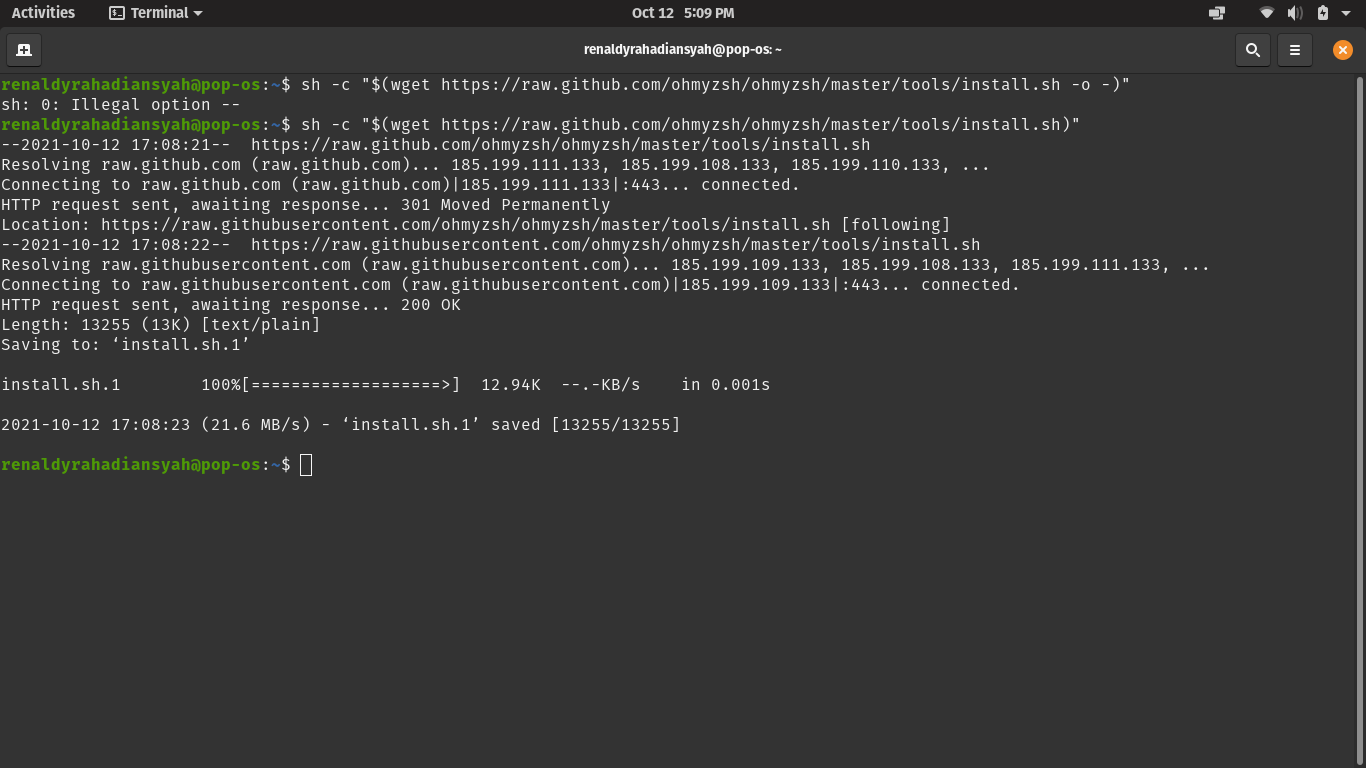 Activities Terminal Oct 12 5:09 PM
renaldyrahadiansyah@pop-os: ~
renaldyrahadiansyah@pop-os:~$ sh -c "$(wget https://raw.github.com/ohmyzsh/ohmyzsh/master/tools/install.sh -o -)"
sh: 0: Illegal option --
renaldyrahadiansyah@pop-os:~$ sh -c "$(wget https://raw.github.com/ohmyzsh/ohmyzsh/master/tools/install.sh)"
--2021-10-12 17:08:21--  https://raw.github.com/ohmyzsh/ohmyzsh/master/tools/install.sh
Resolving raw.github.com (raw.github.com)... 185.199.111.133, 185.199.108.133, 185.199.110.133, ...
Connecting to raw.github.com (raw.github.com)|185.199.111.133|:443... connected.
HTTP request sent, awaiting response... 301 Moved Permanently
Location: https://raw.githubusercontent.com/ohmyzsh/ohmyzsh/master/tools/install.sh [following]
--2021-10-12 17:08:22--  https://raw.githubusercontent.com/ohmyzsh/ohmyzsh/master/tools/install.sh
Resolving raw.githubusercontent.com (raw.githubusercontent.com)... 185.199.109.133, 185.199.108.133, 185.199.111.133, ...
Connecting to raw.githubusercontent.com (raw.githubusercontent.com)|185.199.109.133|:443... connected.
HTTP request sent, awaiting response... 200 OK
Length: 13255 (13K) [text/plain]
Saving to: ‘install.sh.1’
install.sh.1        100%[===================>]  12.94K  --.-KB/s    in 0.001s
2021-10-12 17:08:23 (21.6 MB/s) - ‘install.sh.1’ saved [13255/13255]
renaldyrahadiansyah@pop-os:~$